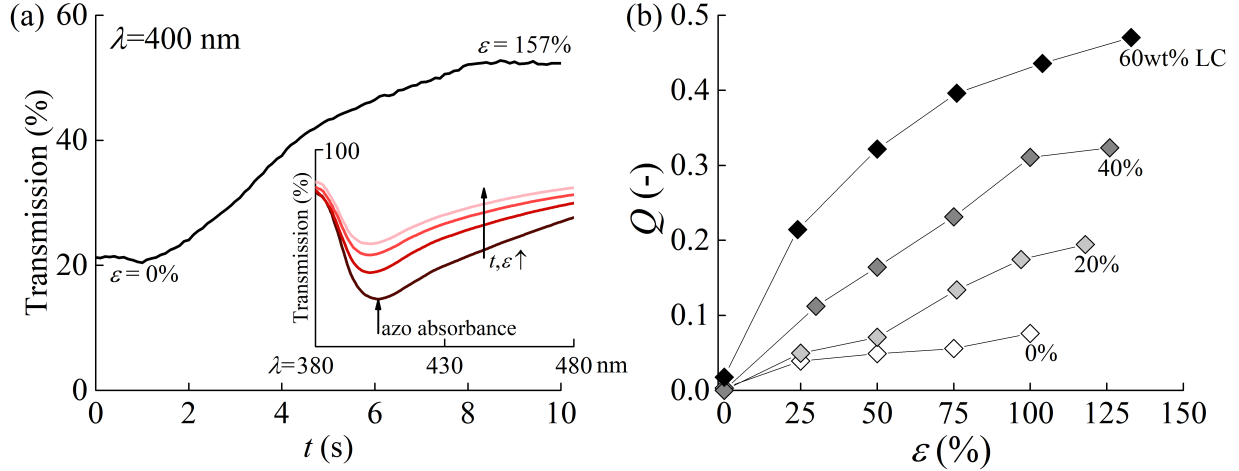 (a)
60
λ=400 nm
ε = 157%
40
20
ε = 0%
0
Transmission (%)
0 2 4 6 8 10
t (s)
100
Transmission (%)
t,ε↑
azo absorbance
λ=380 430 480 nm
(b)
0.5
0.4
0.3
0.2
0.1
0.0
Q (-)
60wt% LC
40%
20%
0%
0 25 50 75 100 125 150
ε (%)